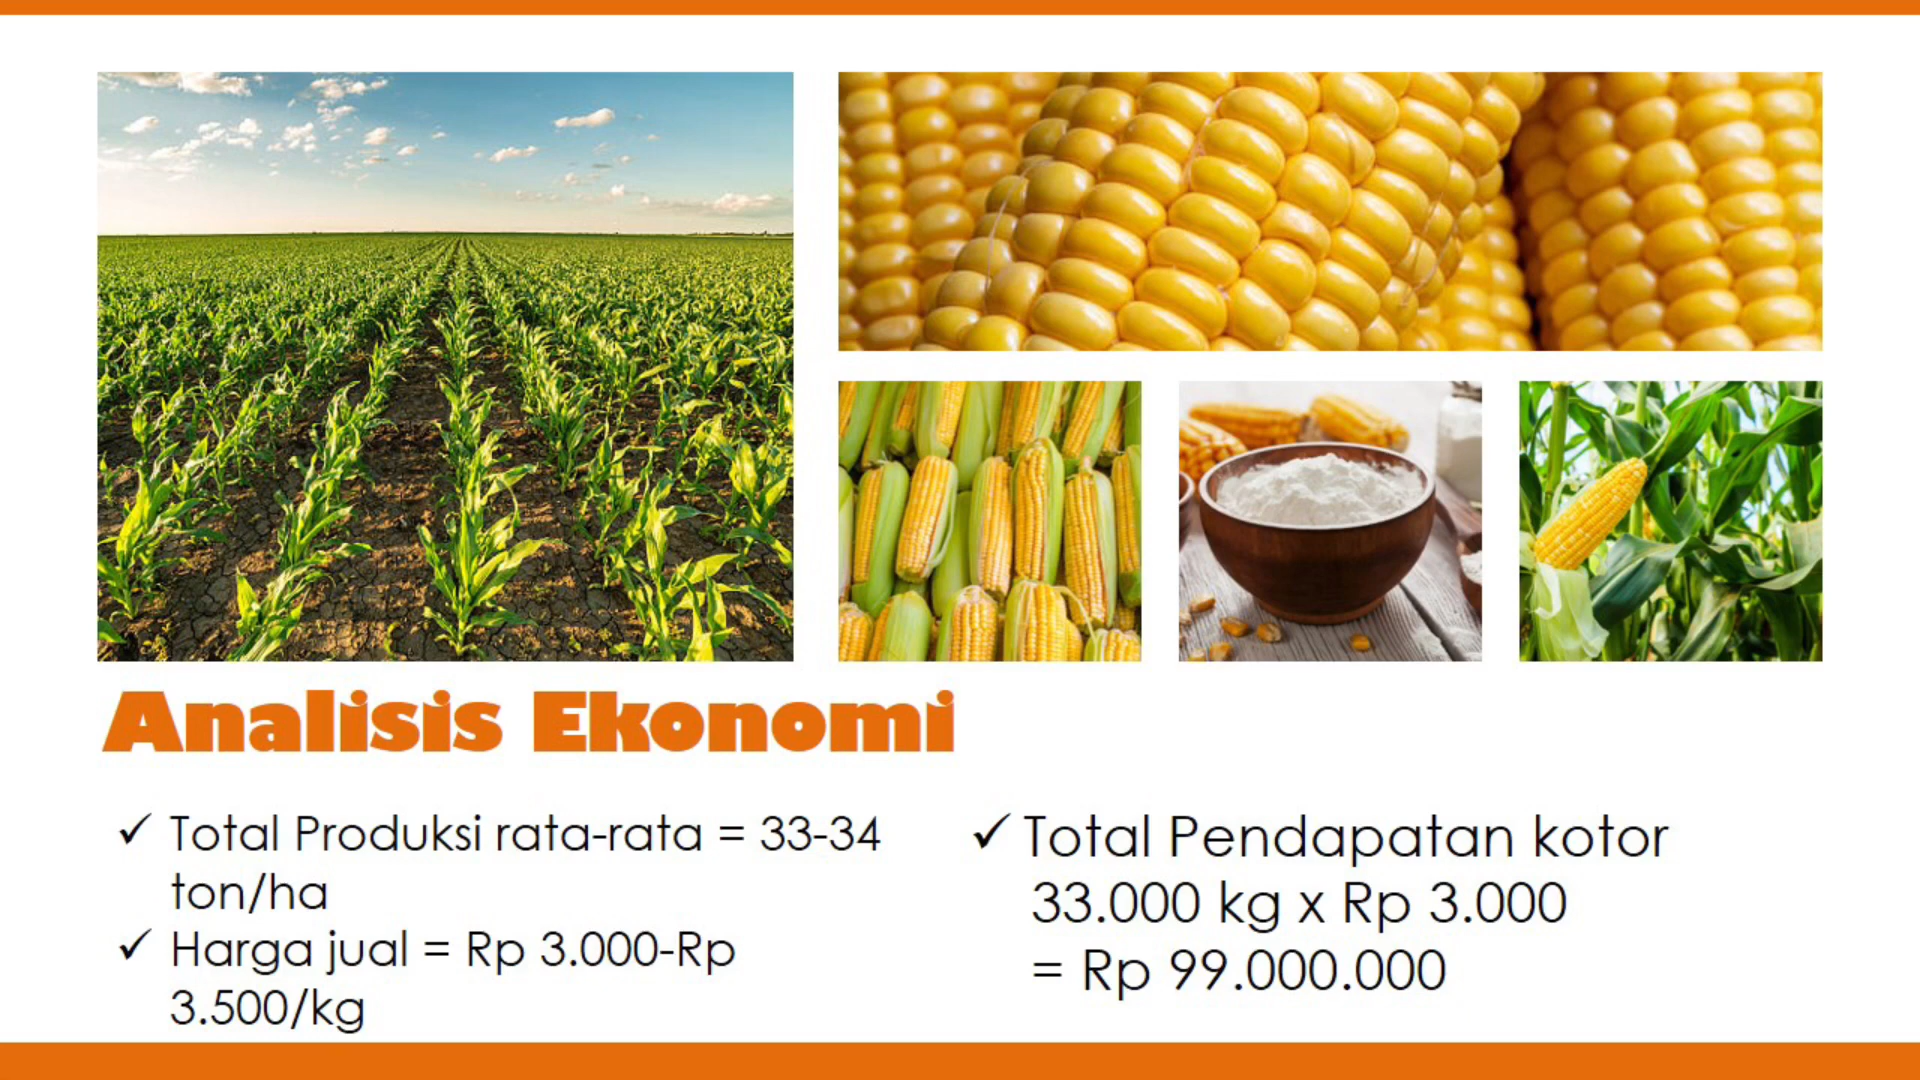 Analisis Ekonomi
✓ Total Produksi rata-rata = 33-34
ton/ha
✓ Harga jual = Rp 3.000-Rp
3.500/kg
✓ Total Pendapatan kotor
33.000 kg x Rp 3.000
= Rp 99.000.000